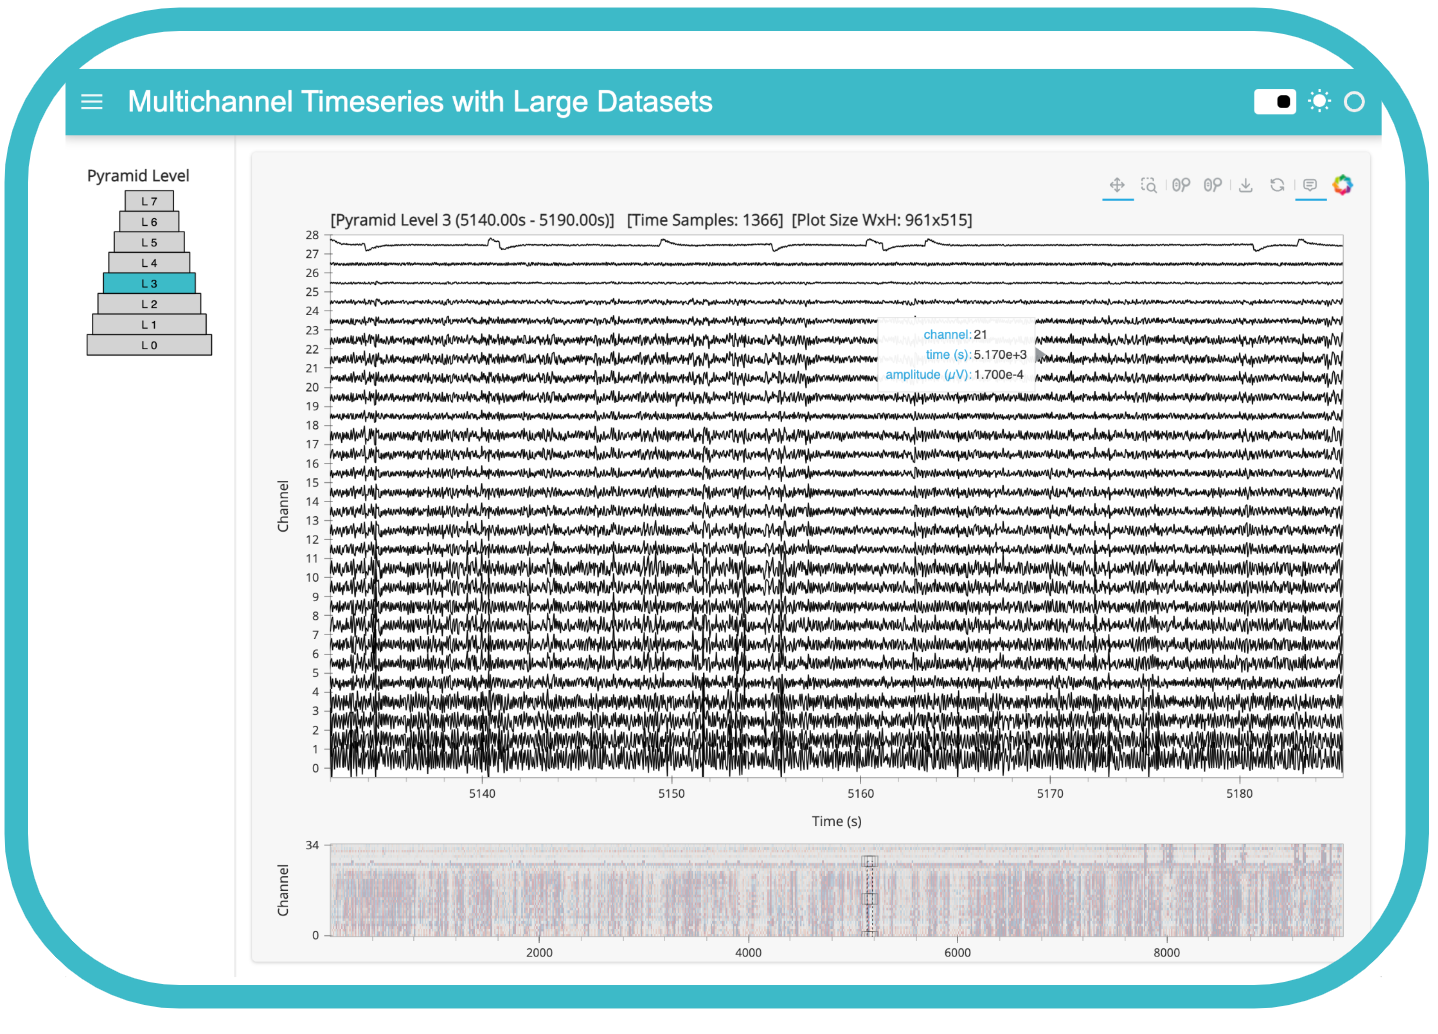 Multichannel Timeseries with Large Datasets
Pyramid Level
L 7
L 6
L 5
L 4
L 3
L 2
L 1
L 0
[Pyramid Level 3 (5140.00s - 5190.00s)] [Time Samples: 1366] [Plot Size WxH: 961x515]
28
27
26
25
24
23
22
21
20
19
18
17
16
15
14
13
12
11
10
9
8
7
6
5
4
3
2
1
0
Channel
channel: 21
time (s): 5.170e+3
amplitude (µV): 1.700e-4
5140 5150 5160 5170 5180
Time (s)
34
0
Channel
2000 4000 6000 8000